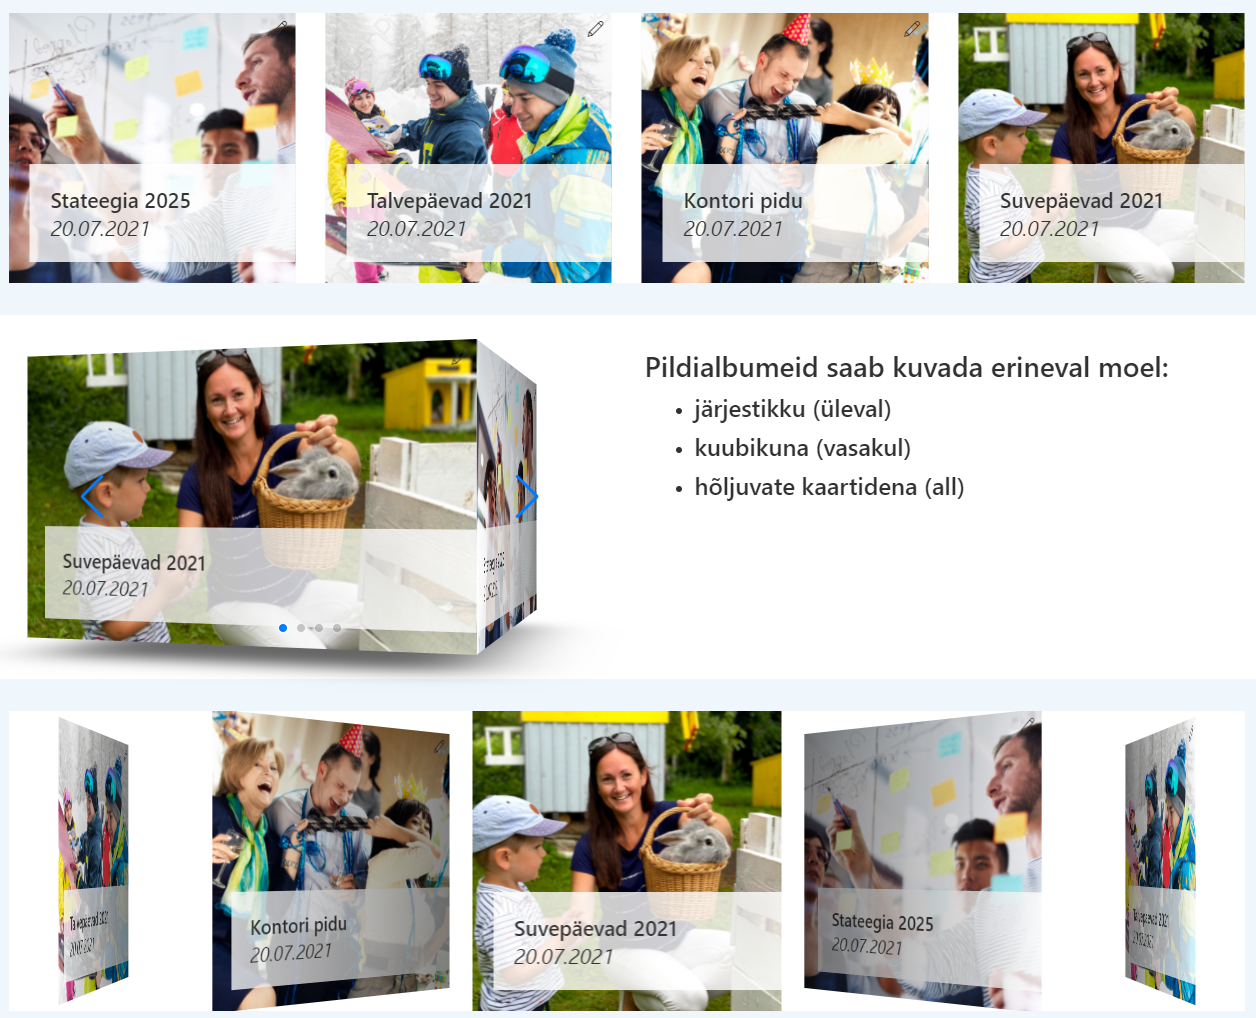 Stateegia 2025
20.07.2021
Talvepäevad 2021
20.07.2021
Kontori pidu
20.07.2021
Suvepäevad 2021
20.07.2021
Suvepäevad 2021
20.07.2021
Pildialbumeid saab kuvada erineval moel:
• järjestikku (üleval)
• kuubikuna (vasakul)
• hõljuvate kaartidena (all)
Talvepäevad 2021
20.07.2021
Kontori pidu
20.07.2021
Suvepäevad 2021
20.07.2021
Stateegia 2025
20.07.2021
Talvepäevad 2021
20.07.2021